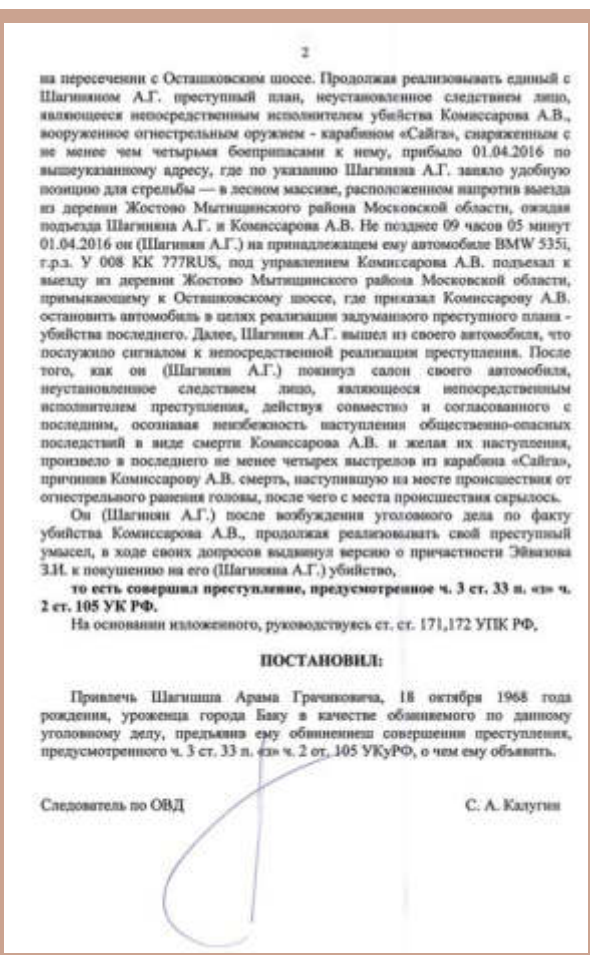 2
на пересечении с Осташковским шоссе. Продолжая реализовывать единый с
Шагиняном А.Г. преступный план, неустановленное следствием лицо,
являющееся непосредственным исполнителем убийства Комиссарова А.В.,
вооруженное огнестрельным оружием - карабином «Сайга», снаряженным с
не менее чем четырьмя боеприпасами к нему, прибыло 01.04.2016 по
вышеуказанному адресу, где по указанию Шагиняна А.Г. заняло удобную
позицию для стрельбы — в лесном массиве, расположенном напротив выезда
из деревни Жостово Мытищинского района Московской области, ожидая
подъезда Шагиняна А.Г. и Комиссарова А.В. Не позднее 09 часов 05 минут
01.04.2016 он (Шагинян А.Г.) на принадлежащем ему автомобиле BMW 535i,
г.р.з. У 008 КК 777RUS, под управлением Комиссарова А.В. подъехал к
выезду из деревни Жостово Мытищинского района Московской области,
примыкающему к Осташковскому шоссе, где приказал Комиссарову А.В.
остановить автомобиль в целях реализации задуманного преступного плана -
убийства последнего. Далее, Шагинян А.Г. вышел из своего автомобиля, что
послужило сигналом к непосредственной реализации преступления. После
того, как он (Шагинян А.Г.) покинул салон своего автомобиля,
неустановленное следствием лицо, являющееся непосредственным
исполнителем преступления, действуя совместно и согласованного с
последним, осознавая неизбежность наступления общественно-опасных
последствий в виде смерти Комиссарова А.В. и желая их наступления,
произвело в последнего не менее четырех выстрелов из карабина «Сайга»,
причинив Комиссарову А.В. смерть, наступившую на месте происшествия от
огнестрельного ранения головы, после чего с места происшествия скрылось.
Он (Шагинян А.Г.) после возбуждения уголовного дела по факту
убийства Комиссарова А.В., продолжая реализовывать свой преступный
умысел, в ходе своих допросов выдвинул версию о причастности Эйвазова
З.И. к покушению на его (Шагиняна А.Г.) убийство,
то есть совершил преступление, предусмотренное ч. 3 ст. 33 п. «з» ч.
2 ст. 105 УК РФ.
На основании изложенного, руководствуясь ст. ст. 171,172 УПК РФ,
ПОСТАНОВИЛ:
Привлечь Шагишша Арама Грачиковича, 18 октября 1968 года
рождения, уроженца города Баку в качестве обвиняемого по данному
уголовному делу, предъявив ему обвиненнеш совершении преступления,
предусмотренного ч. 3 ст. 33 п. «з» ч. 2 от, 105 УКуРФ, о чем ему объявить.
Следователь по ОВД
С. А. Калугин